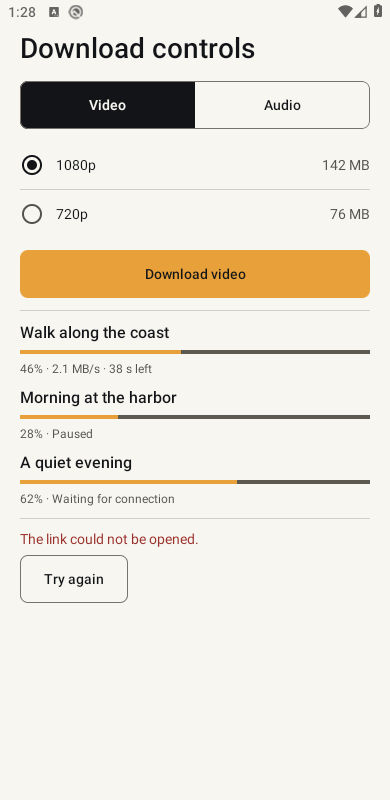 1:28
Download controls
Video
Audio
1080p
142 MB
720p
76 MB
Download video
Walk along the coast
46% · 2.1 MB/s · 38 s left
Morning at the harbor
28% · Paused
A quiet evening
62% · Waiting for connection
The link could not be opened.
Try again